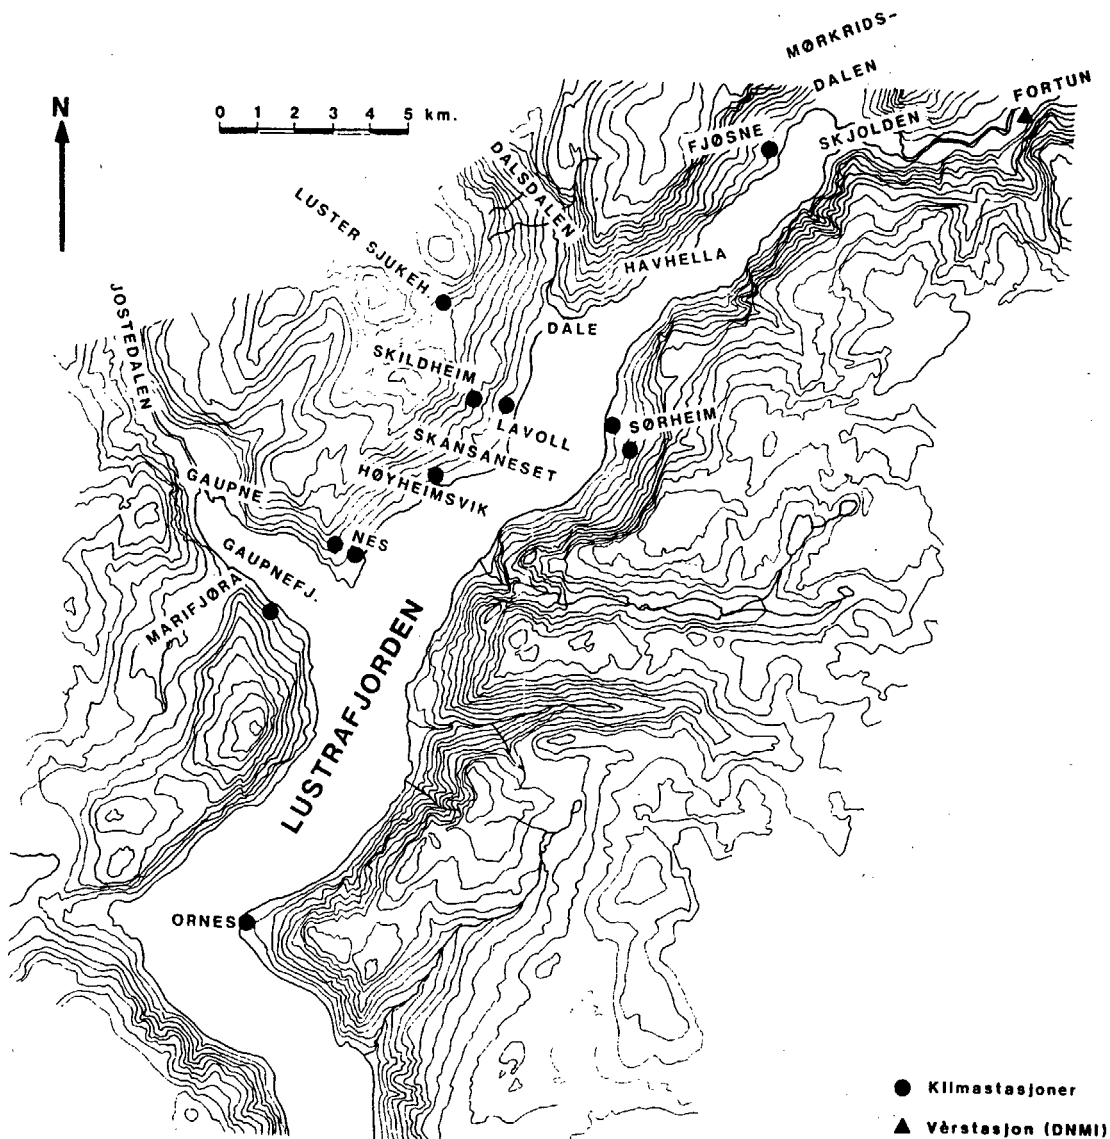 MØRKRIDS-
DALEN
FORTUN
N
0 1 2 3 4 5 km.
SKJOLDEN
FJØSNE
DALSDALEN
LUSTER SJUKEH.
HAVHELLA
JOSTEDALEN
DALE
SKILDHEIM
LAVOLL
SØRHEIM
SKANSANESET
HØYHEIMSVIK
GAUPNE
NES
GAUPNEFJ.
MARIFJØRA
LUSTRAFJORDEN
ORNES
Klimastasjoner
Vèrstasjon (DNMI)